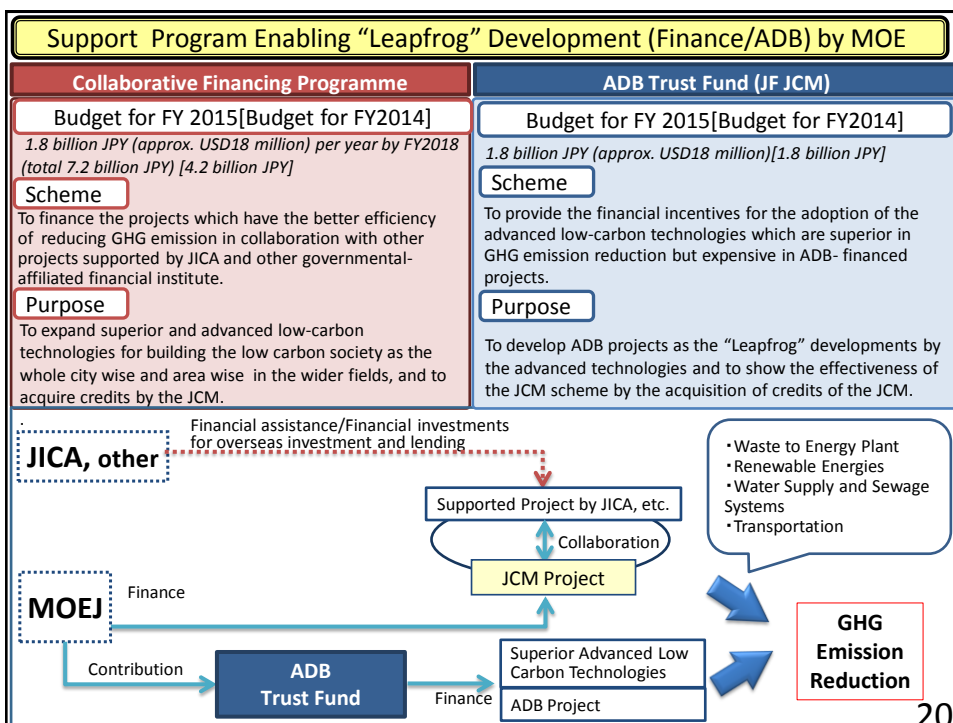 Support Program Enabling “Leapfrog” Development (Finance/ADB) by MOE
Collaborative Financing Programme
Budget for FY 2015[Budget for FY2014]
1.8 billion JPY (approx. USD18 million) per year by FY2018
(total 7.2 billion JPY) [4.2 billion JPY]
Scheme
To finance the projects which have the better efficiency
of reducing GHG emission in collaboration with other
projects supported by JICA and other governmental-
affiliated financial institute.
Purpose
To expand superior and advanced low-carbon
technologies for building the low carbon society as the
whole city wise and area wise in the wider fields, and to
acquire credits by the JCM.
.
ADB Trust Fund (JF JCM)
Budget for FY 2015[Budget for FY2014]
1.8 billion JPY (approx. USD18 million)[1.8 billion JPY]
Scheme
To provide the financial incentives for the adoption of the
advanced low-carbon technologies which are superior in
GHG emission reduction but expensive in ADB- financed
projects.
Purpose
To develop ADB projects as the “Leapfrog” developments by
the advanced technologies and to show the effectiveness of
the JCM scheme by the acquisition of credits of the JCM.
JICA, other
Financial assistance/Financial investments
for overseas investment and lending
Supported Project by JICA, etc.
Collaboration
JCM Project
・Waste to Energy Plant
・Renewable Energies
・Water Supply and Sewage
Systems
・Transportation
MOEJ
Finance
Contribution
ADB
Trust Fund
Finance
Superior Advanced Low
Carbon Technologies
ADB Project
GHG
Emission
Reduction
20